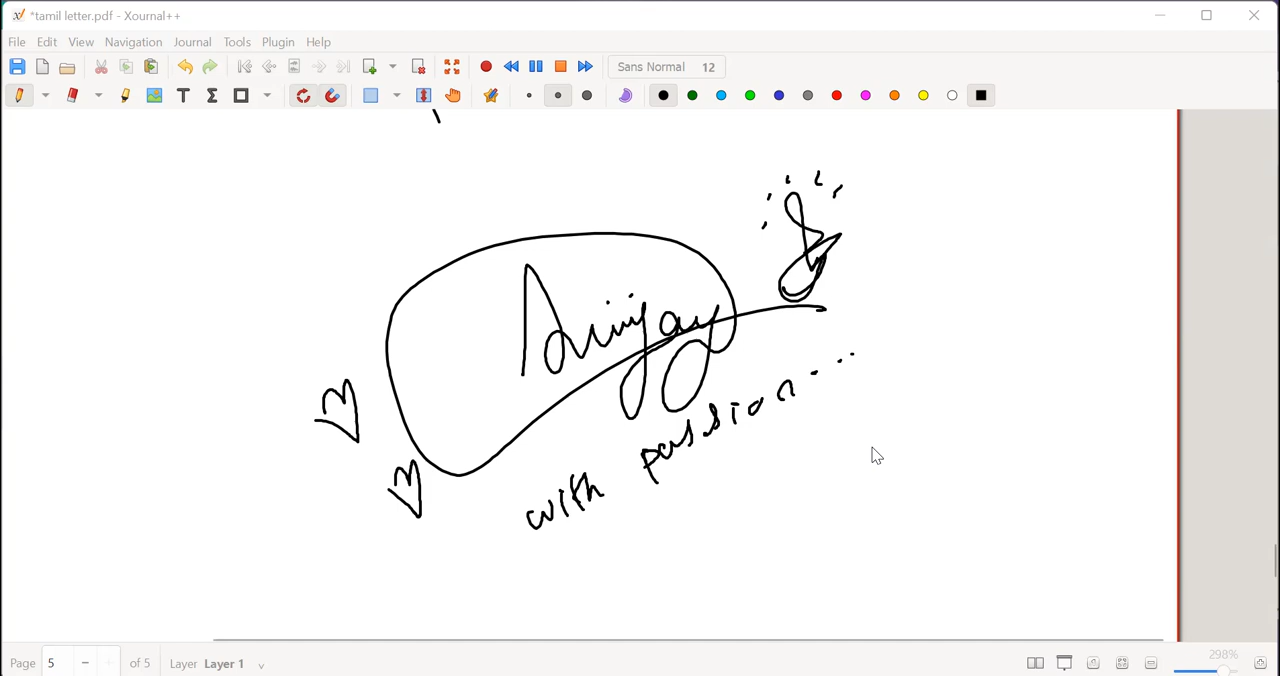 *tamil letter.pdf - Xournal++
File Edit View Navigation Journal Tools Plugin Help
Sans Normal 12
with passion...
Page 5 of 5 Layer Layer 1 298%